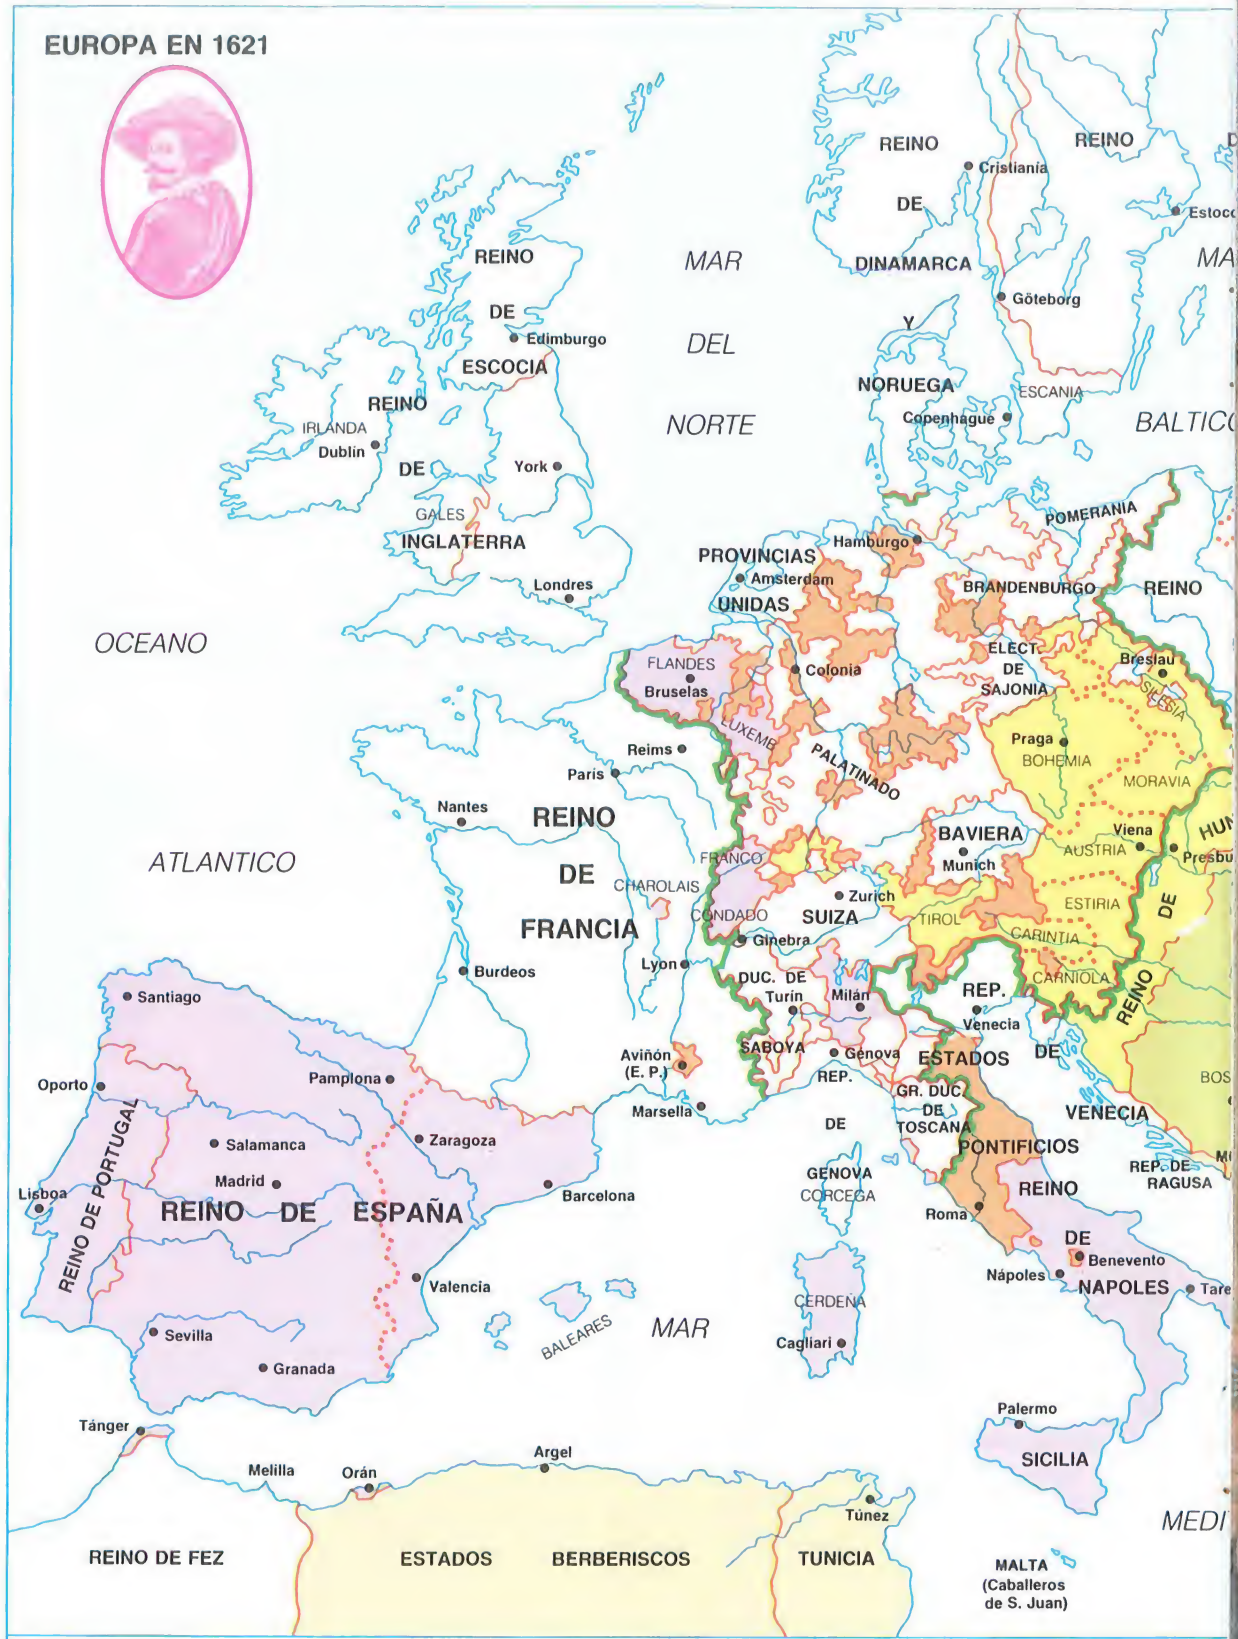 EUROPA EN 1621
REINO
DE
DINAMARCA
Y
NORUEGA
Cristianía
REINO
Estoco
MAR
DEL
NORTE
MA
BALTICO
Göteborg
ESCANIA
Copenhague
REINO
DE
ESCOCIA
Edimburgo
REINO
DE
INGLATERRA
IRLANDA
Dublín
York
GALES
Londres
OCEANO
ATLANTICO
PROVINCIAS
UNIDAS
Amsterdam
Hamburgo
POMERANIA
BRANDENBURGO
REINO
ELECT.
DE
SAJONIA
Breslau
SILESIA
FLANDES
Bruselas
Colonia
LUXEMB.
PALATINADO
Praga
BOHEMIA
MORAVIA
Reims
París
Nantes
REINO
DE
FRANCIA
CHAROLAIS
FRANCO
CONDADO
BAVIERA
Munich
Viena
AUSTRIA
Presbu
HUN
DE
REINO
Zurich
SUIZA
Ginebra
TIROL
ESTIRIA
CARINTIA
CARNIOLA
Burdeos
Lyon
DUC. DE
Turín
SABOYA
Milán
REP.
Venecia
DE
VENECIA
Génova
REP.
DE
GENOVA
CORCEGA
ESTADOS
PONTIFICIOS
GR. DUC.
DE
TOSCANA
BOS
REP. DE
RAGUSA
Aviñón
(E. P.)
Marsella
Santiago
Oporto
Pamplona
Zaragoza
Salamanca
Madrid
Barcelona
Lisboa
REINO DE PORTUGAL
REINO DE ESPAÑA
Valencia
Sevilla
Granada
BALEARES
MAR
CERDEÑA
Cagliari
Roma
REINO
DE
NAPOLES
Benevento
Nápoles
Tare
Palermo
SICILIA
MEDI
Tánger
Melilla
Orán
Argel
Túnez
REINO DE FEZ
ESTADOS BERBERISCOS
TUNICIA
MALTA
(Caballeros
de S. Juan)